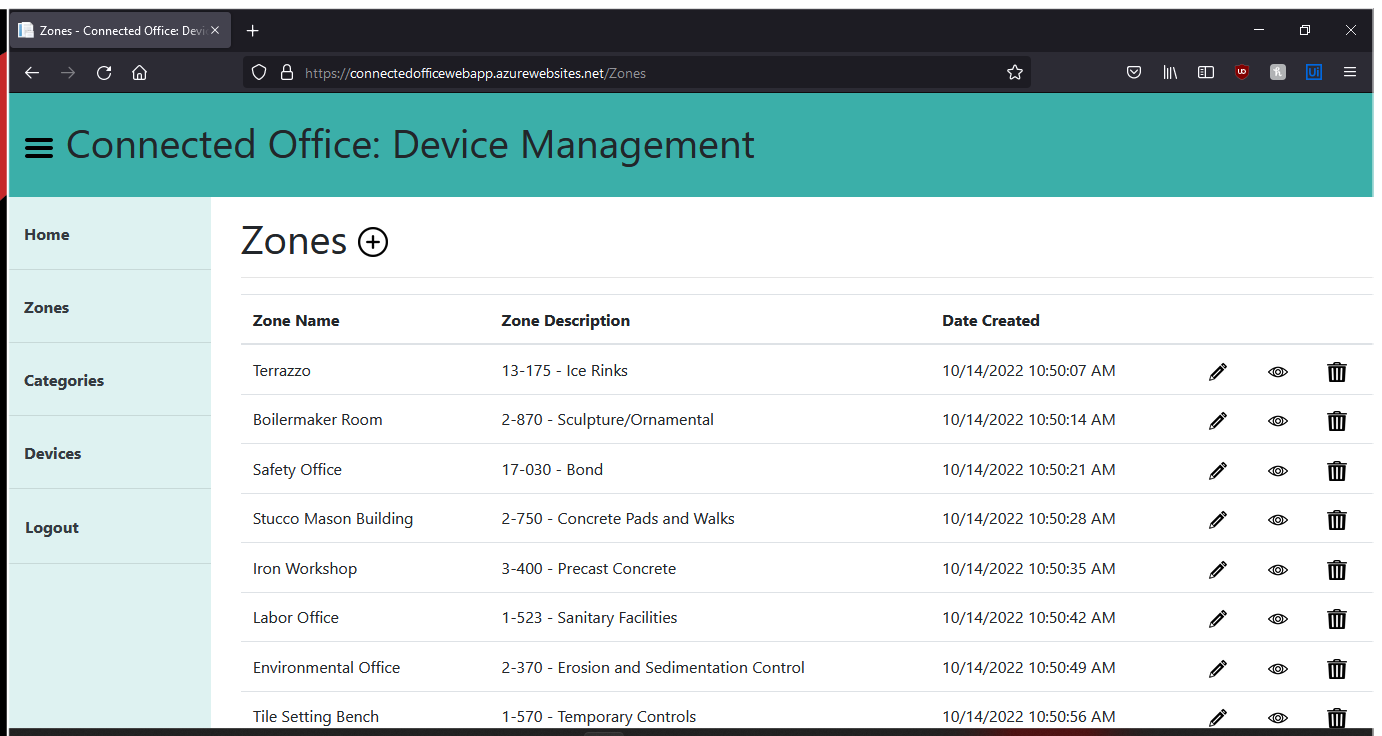 Zones - Connected Office: Devic
https://connectedofficewebapp.azurewebsites.net/Zones
Connected Office: Device Management
Home
Zones
Categories
Devices
Logout
Zones
Zone Name Zone Description Date Created
Terrazzo 13-175 - Ice Rinks 10/14/2022 10:50:07 AM
Boilermaker Room 2-870 - Sculpture/Ornamental 10/14/2022 10:50:14 AM
Safety Office 17-030 - Bond 10/14/2022 10:50:21 AM
Stucco Mason Building 2-750 - Concrete Pads and Walks 10/14/2022 10:50:28 AM
Iron Workshop 3-400 - Precast Concrete 10/14/2022 10:50:35 AM
Labor Office 1-523 - Sanitary Facilities 10/14/2022 10:50:42 AM
Environmental Office 2-370 - Erosion and Sedimentation Control 10/14/2022 10:50:49 AM
Tile Setting Bench 1-570 - Temporary Controls 10/14/2022 10:50:56 AM